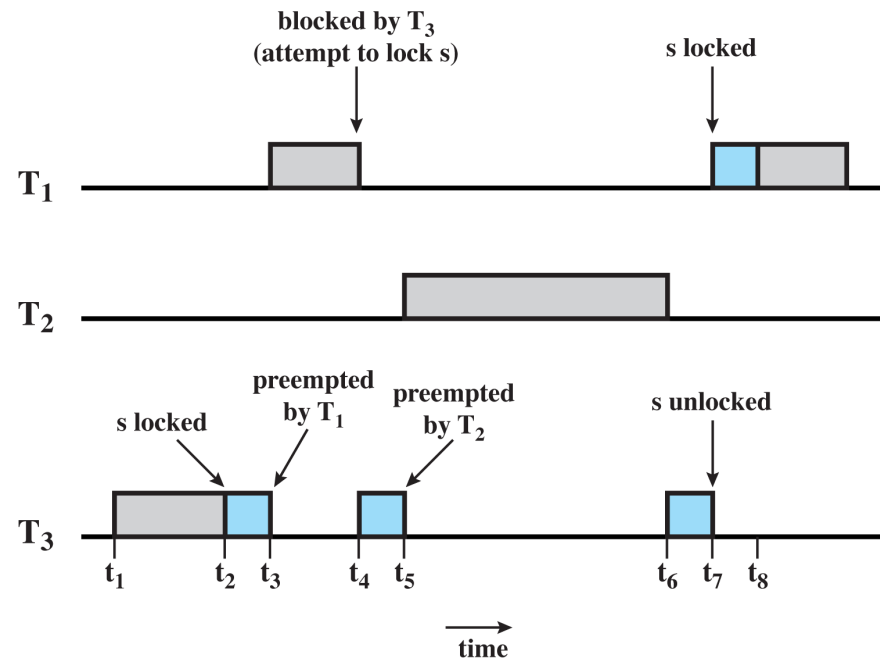 blocked by T3
(attempt to lock s)
s locked
T1
T2
preempted
by T1
preempted
by T2
s locked
s unlocked
T3
t1 t2 t3 t4 t5 t6 t7 t8
time